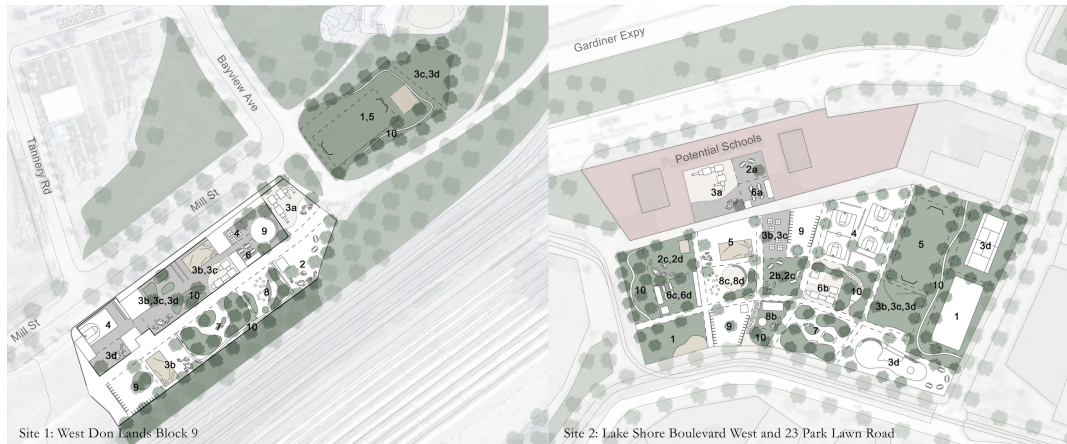 Front St E
Bayview Ave
Tannery Rd
Mill St
Mill St
3c,3d
1,5
10
3a
4
9
6
3b,3c
2
3b,3c,3d
10
8
4
7
10
3d
3b
9
Site 1: West Don Lands Block 9
Gardiner Expy
Potential Schools
2a
3a
6a
3b,3c
9
4
5
5
3d
2c,2d
8c,8d
2b,2c
10
6c,6d
6b
10
10
3b,3c,3d
8b
1
1
9
7
10
3d
Site 2: Lake Shore Boulevard West and 23 Park Lawn Road